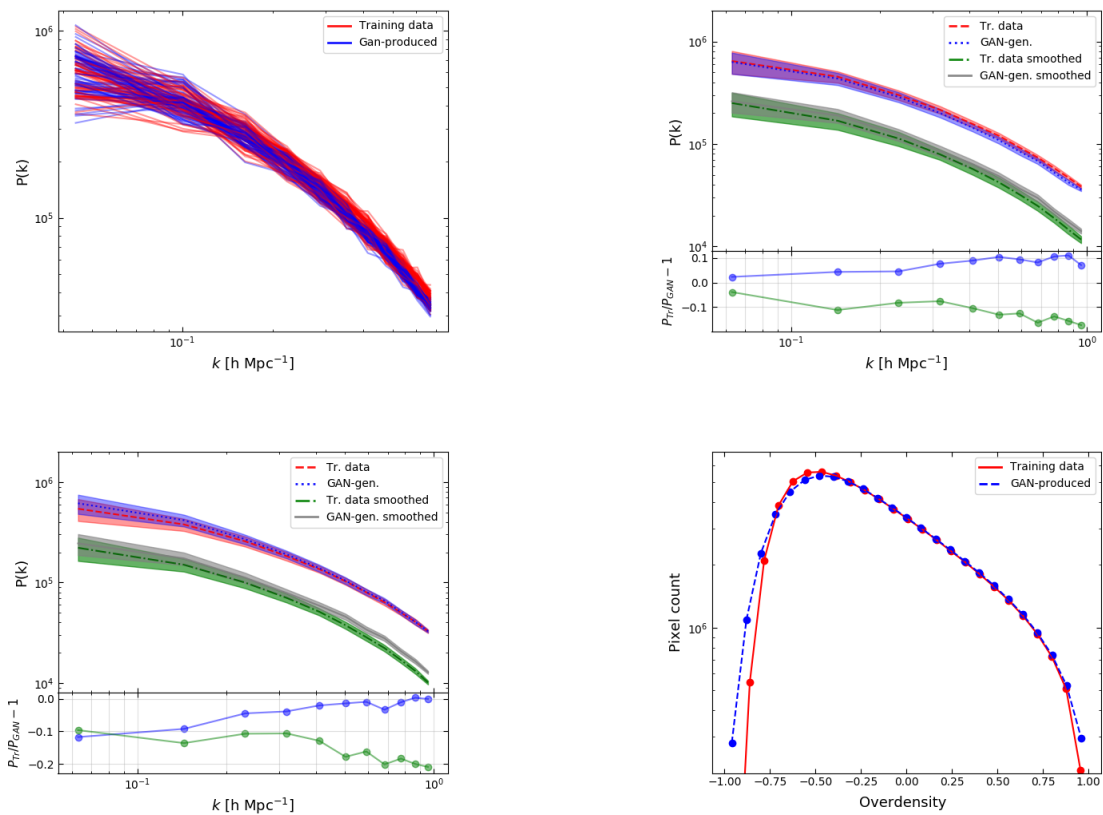 Training data
Gan-produced
10⁶
10⁵
P(k)
10⁻¹
k [h Mpc⁻¹]
Tr. data
GAN-gen.
Tr. data smoothed
GAN-gen. smoothed
10⁶
10⁵
10⁴
P(k)
0.1
0.0
−0.1
P_Tr/P_GAN − 1
10⁻¹
10⁰
k [h Mpc⁻¹]
Tr. data
GAN-gen.
Tr. data smoothed
GAN-gen. smoothed
10⁶
10⁵
10⁴
P(k)
0.0
−0.1
−0.2
P_Tr/P_GAN − 1
10⁻¹
10⁰
k [h Mpc⁻¹]
Training data
GAN-produced
10⁶
Pixel count
−1.00 −0.75 −0.50 −0.25 0.00 0.25 0.50 0.75 1.00
Overdensity